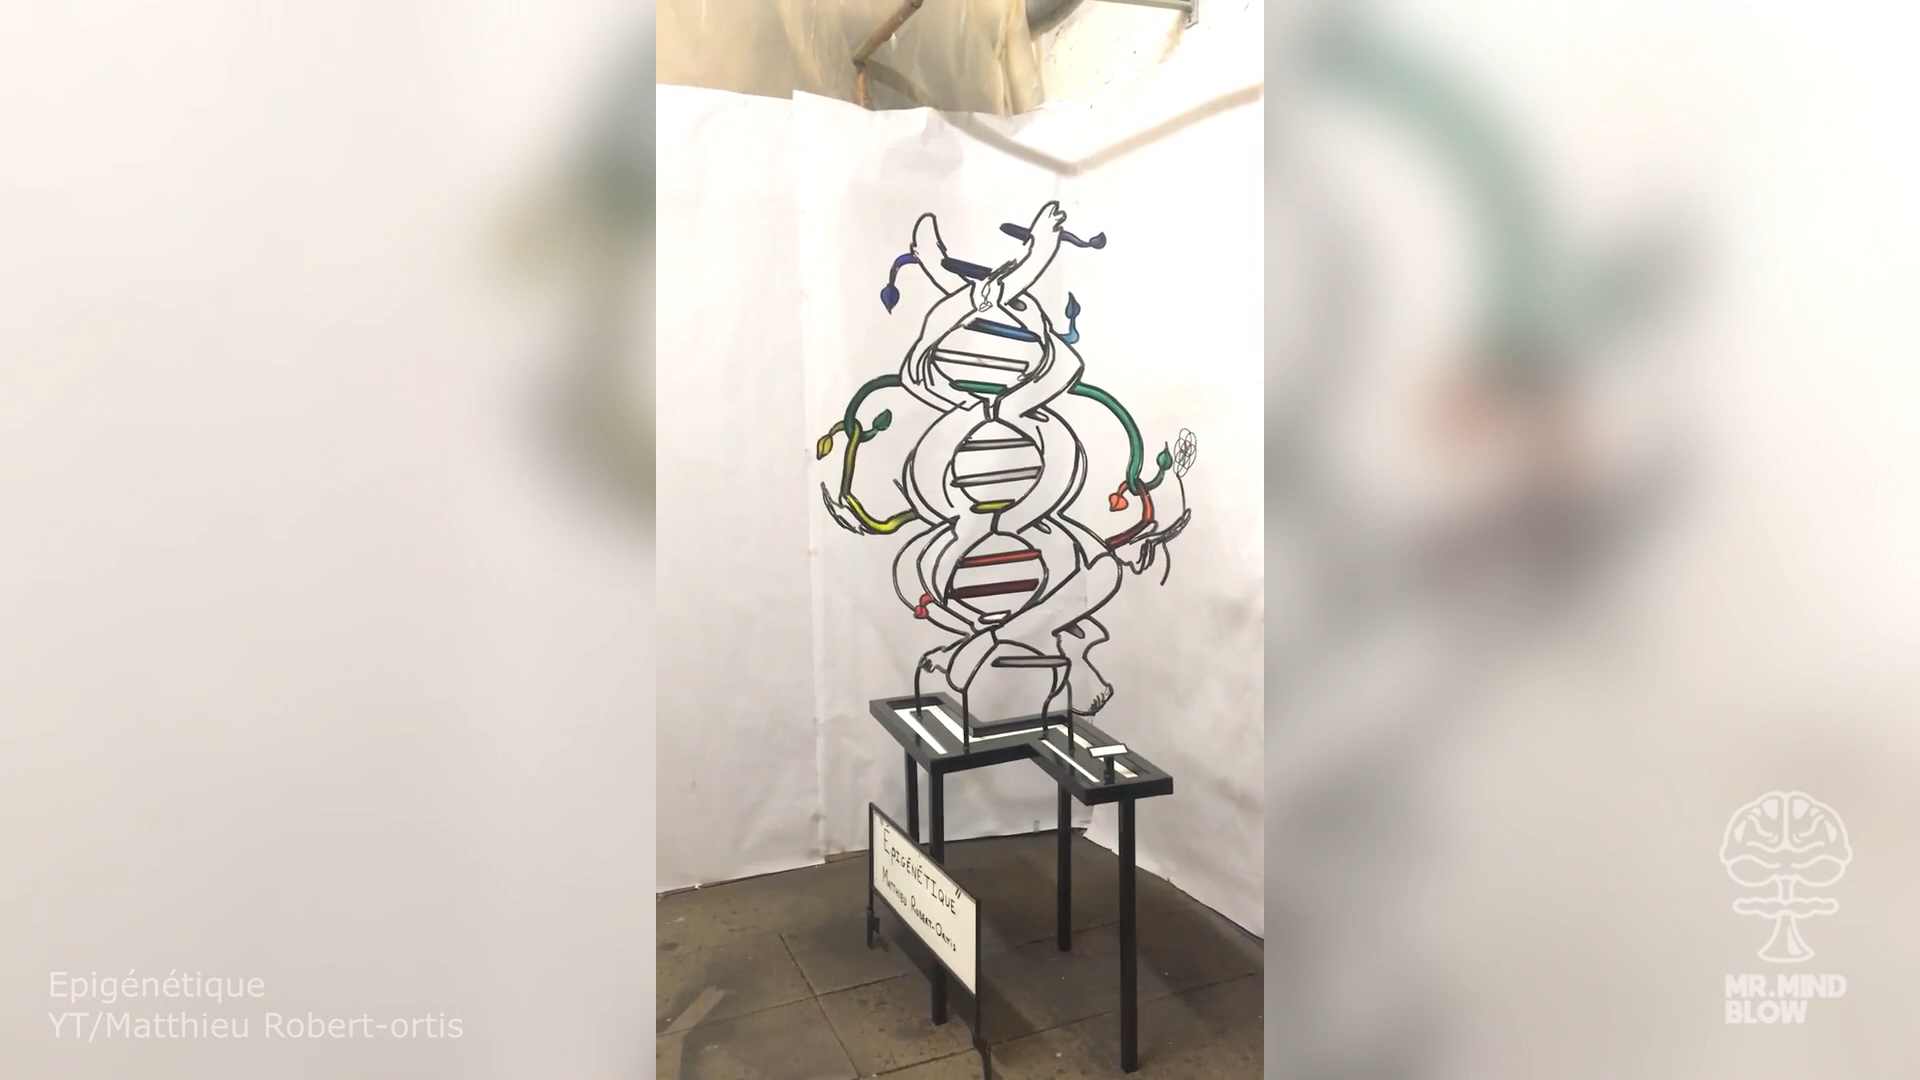 "Épigénétique"
Matthieu Robert-Ortis
Epigénétique
YT/Matthieu Robert-ortis
MR.MIND
BLOW